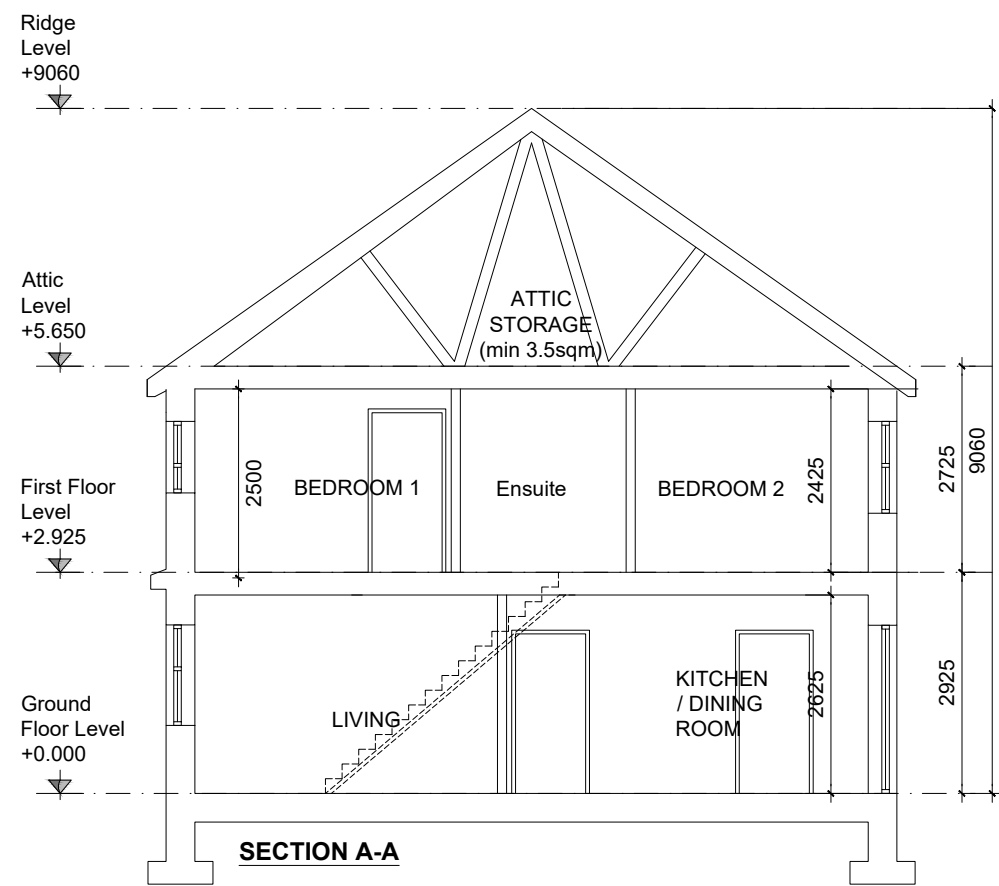 Ridge
Level
+9060
Attic
Level
+5.650
ATTIC
STORAGE
(min 3.5sqm)
First Floor
Level
+2.925
2500
BEDROOM 1
Ensuite
BEDROOM 2
2425
2725
9060
Ground
Floor Level
+0.000
LIVING
KITCHEN
/ DINING
ROOM
2625
2925
SECTION A-A